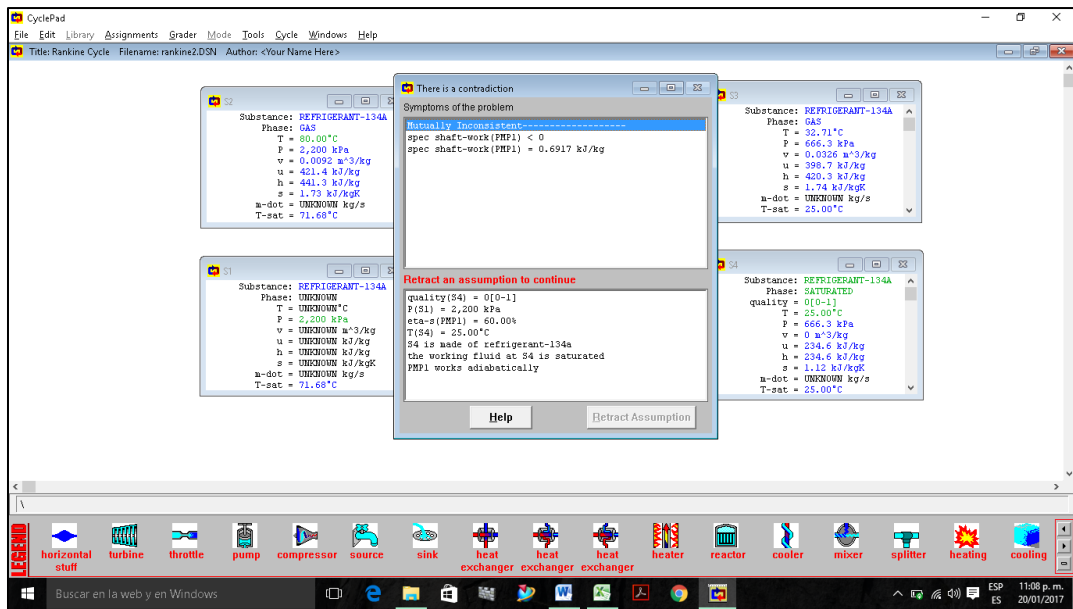 CyclePad
File Edit Library Assignments Grader Mode Tools Cycle Windows Help
Title: Rankine Cycle Filename: rankine2.DSN Author: <Your Name Here>
S2
Substance: REFRIGERANT-134A
Phase: GAS
T = 80.00°C
P = 2,200 kPa
v = 0.0092 m^3/kg
u = 421.4 kJ/kg
h = 441.3 kJ/kg
s = 1.73 kJ/kgK
m-dot = UNKNOWN kg/s
T-sat = 71.68°C
There is a contradiction
Symptoms of the problem
Mutually Inconsistent-------------------
spec shaft-work(PMP1) < 0
spec shaft-work(PMP1) = 0.6917 kJ/kg
Retract an assumption to continue
quality(S4) = 0[0-1]
P(S1) = 2,200 kPa
eta-s(PMP1) = 60.00%
T(S4) = 25.00°C
S4 is made of refrigerant-134a
the working fluid at S4 is saturated
PMP1 works adiabatically
Help
Retract Assumption
S3
Substance: REFRIGERANT-134A
Phase: GAS
T = 32.71°C
P = 666.3 kPa
v = 0.0326 m^3/kg
u = 398.7 kJ/kg
h = 420.3 kJ/kg
s = 1.74 kJ/kgK
m-dot = UNKNOWN kg/s
T-sat = 25.00°C
S1
Substance: REFRIGERANT-134A
Phase: UNKNOWN
T = UNKNOWN°C
P = 2,200 kPa
v = UNKNOWN m^3/kg
u = UNKNOWN kJ/kg
h = UNKNOWN kJ/kg
s = UNKNOWN kJ/kgK
m-dot = UNKNOWN kg/s
T-sat = 71.68°C
S4
Substance: REFRIGERANT-134A
Phase: SATURATED
quality = 0[0-1]
T = 25.00°C
P = 666.3 kPa
v = 0 m^3/kg
u = 234.6 kJ/kg
h = 234.6 kJ/kg
s = 1.12 kJ/kgK
m-dot = UNKNOWN kg/s
T-sat = 25.00°C
\
LEGEND
horizontal stuff
turbine
throttle
pump
compressor
source
sink
heat exchanger
heat exchanger
heat exchanger
heater
reactor
cooler
mixer
splitter
heating
cooling
Buscar en la web y en Windows
ESP
ES
11:08 p. m.
20/01/2017